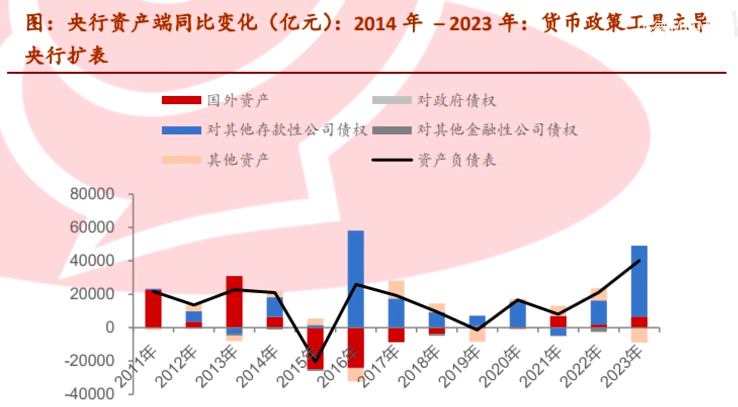 图：央行资产端同比变化（亿元）：2014 年 – 2023 年：货币政策工具主导
央行扩表
国外资产
对政府债权
对其他存款性公司债权
对其他金融性公司债权
其他资产
资产负债表
80000
60000
40000
20000
0
-20000
-40000
2011年
2012年
2013年
2014年
2015年
2016年
2017年
2018年
2019年
2020年
2021年
2022年
2023年